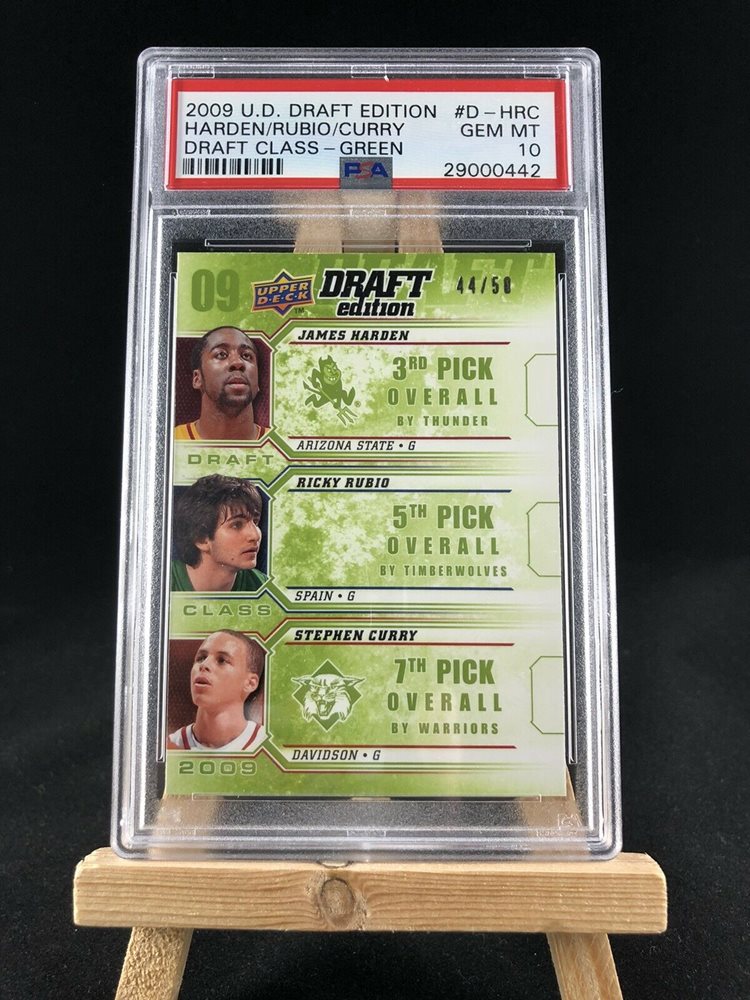 2009 U.D. DRAFT EDITION #D-HRC
HARDEN/RUBIO/CURRY GEM MT
DRAFT CLASS-GREEN 10
PSA 29000442
09 UPPER DECK™ DRAFT edition 44/50
DRAFT
JAMES HARDEN
3RD PICK
OVERALL
BY THUNDER
®
ARIZONA STATE • G
DRAFT
RICKY RUBIO
5TH PICK
OVERALL
BY TIMBERWOLVES
SPAIN • G
CLASS
STEPHEN CURRY
7TH PICK
OVERALL
BY WARRIORS
DAVIDSON • G
2009